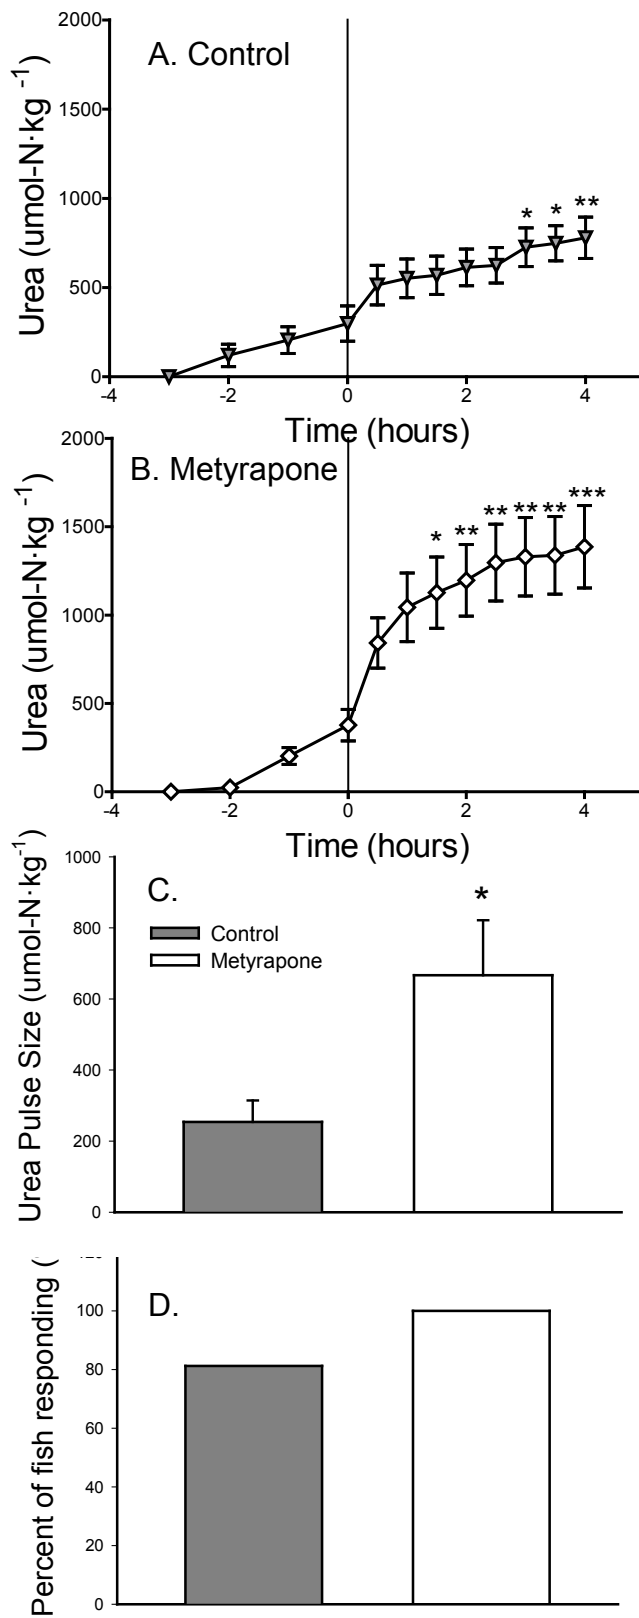 A. Control
Urea (umol-N·kg -1)
2000
1500
1000
500
0
* * **
-4 -2 0 2 4
Time (hours)
B. Metyrapone
Urea (umol-N·kg -1)
2000
1500
1000
500
0
* ** ** ** ** ***
-4 -2 0 2 4
Time (hours)
C.
Urea Pulse Size (umol-N·kg-1)
1000
800
600
400
200
0
Control
Metyrapone
*
D.
Percent of fish responding (
100
80
60
40
20
0